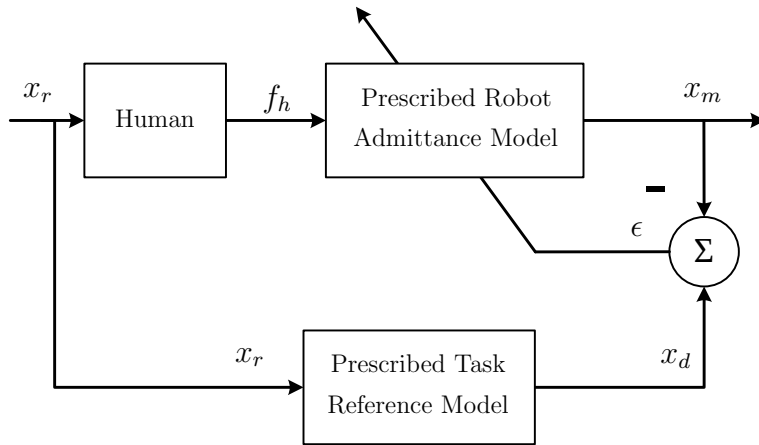 x_r
Human
f_h
Prescribed Robot
Admittance Model
x_m
−
ϵ
Σ
x_r
Prescribed Task
Reference Model
x_d